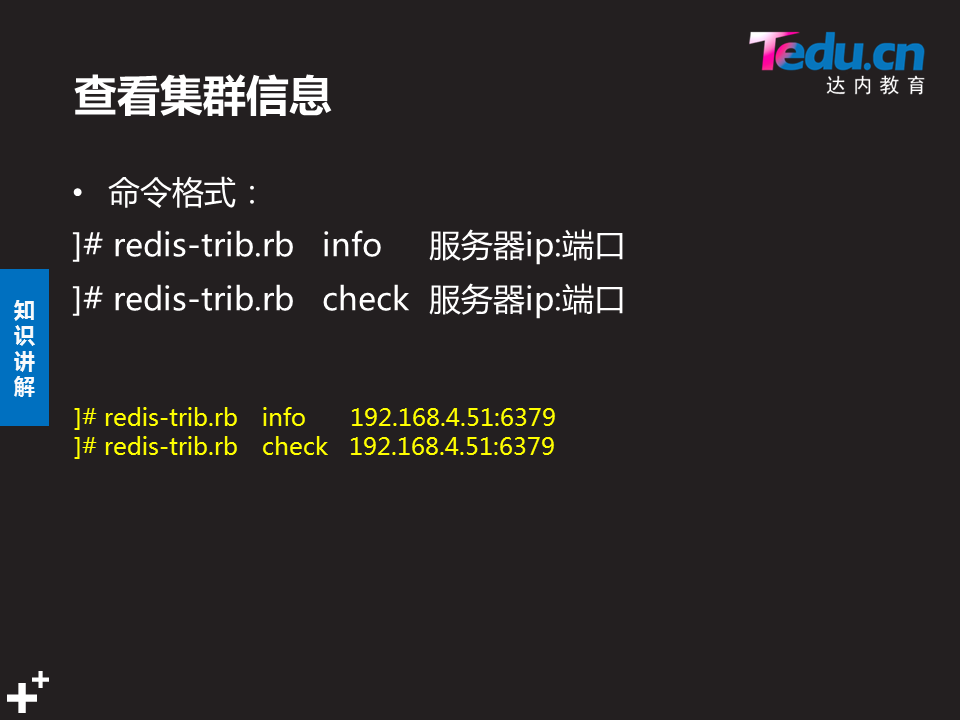 Tedu.cn
达内教育
查看集群信息
• 命令格式：
]# redis-trib.rb info 服务器ip:端口
]# redis-trib.rb check 服务器ip:端口
知识讲解
]# redis-trib.rb info 192.168.4.51:6379
]# redis-trib.rb check 192.168.4.51:6379